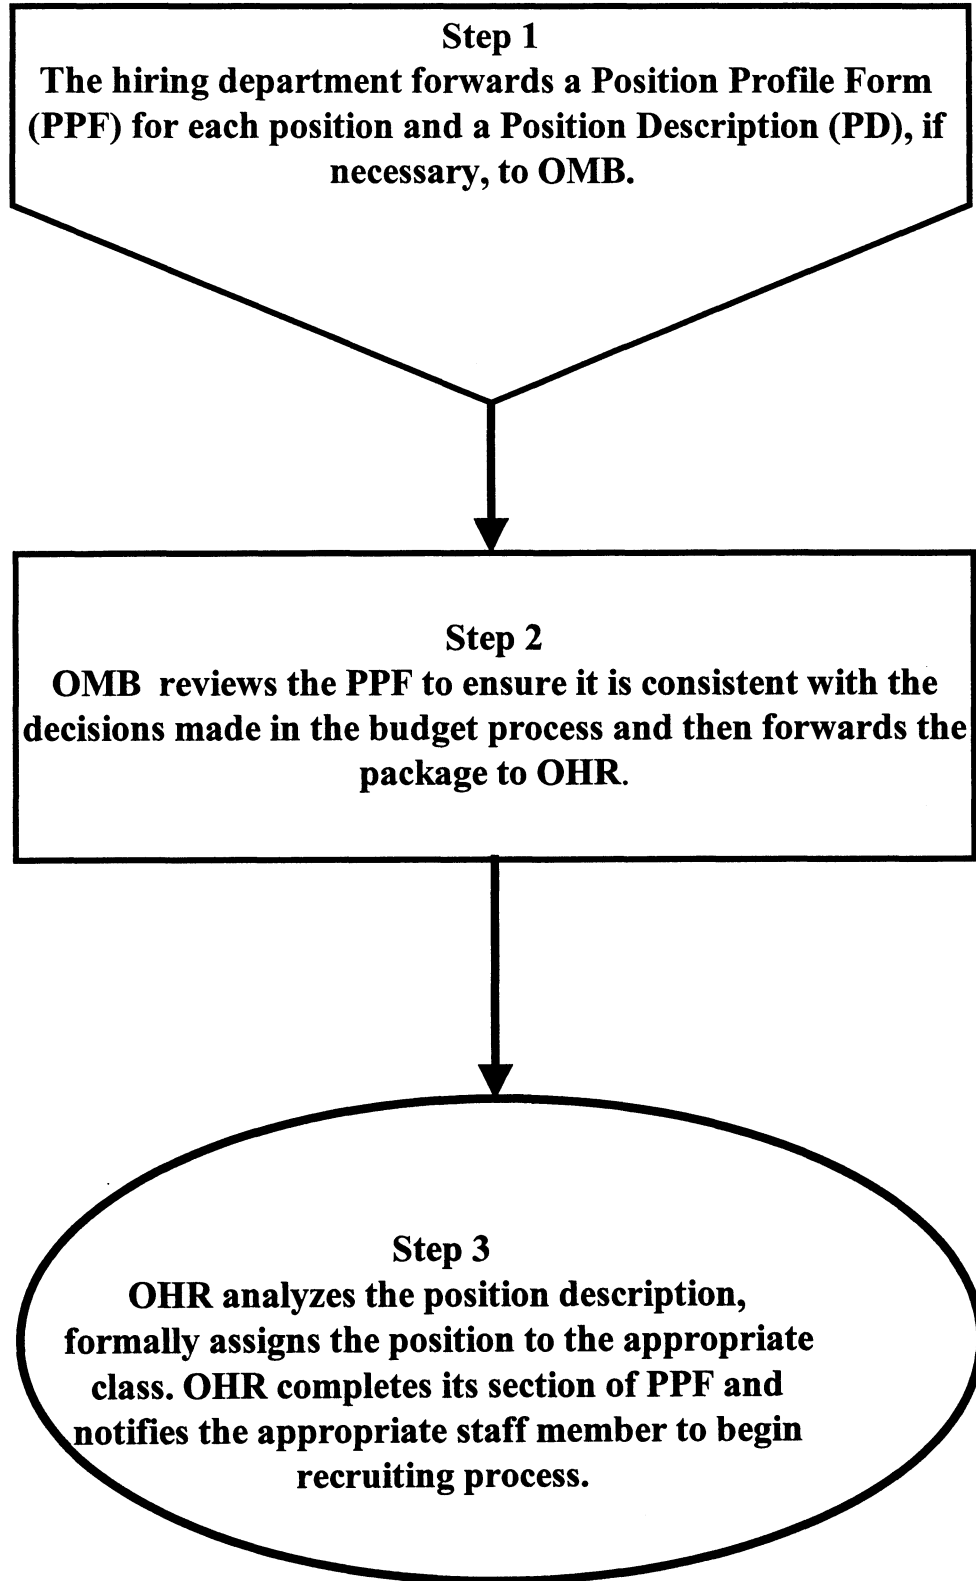 Step 1
The hiring department forwards a Position Profile Form
(PPF) for each position and a Position Description (PD), if
necessary, to OMB.
Step 2
OMB reviews the PPF to ensure it is consistent with the
decisions made in the budget process and then forwards the
package to OHR.
Step 3
OHR analyzes the position description,
formally assigns the position to the appropriate
class. OHR completes its section of PPF and
notifies the appropriate staff member to begin
recruiting process.